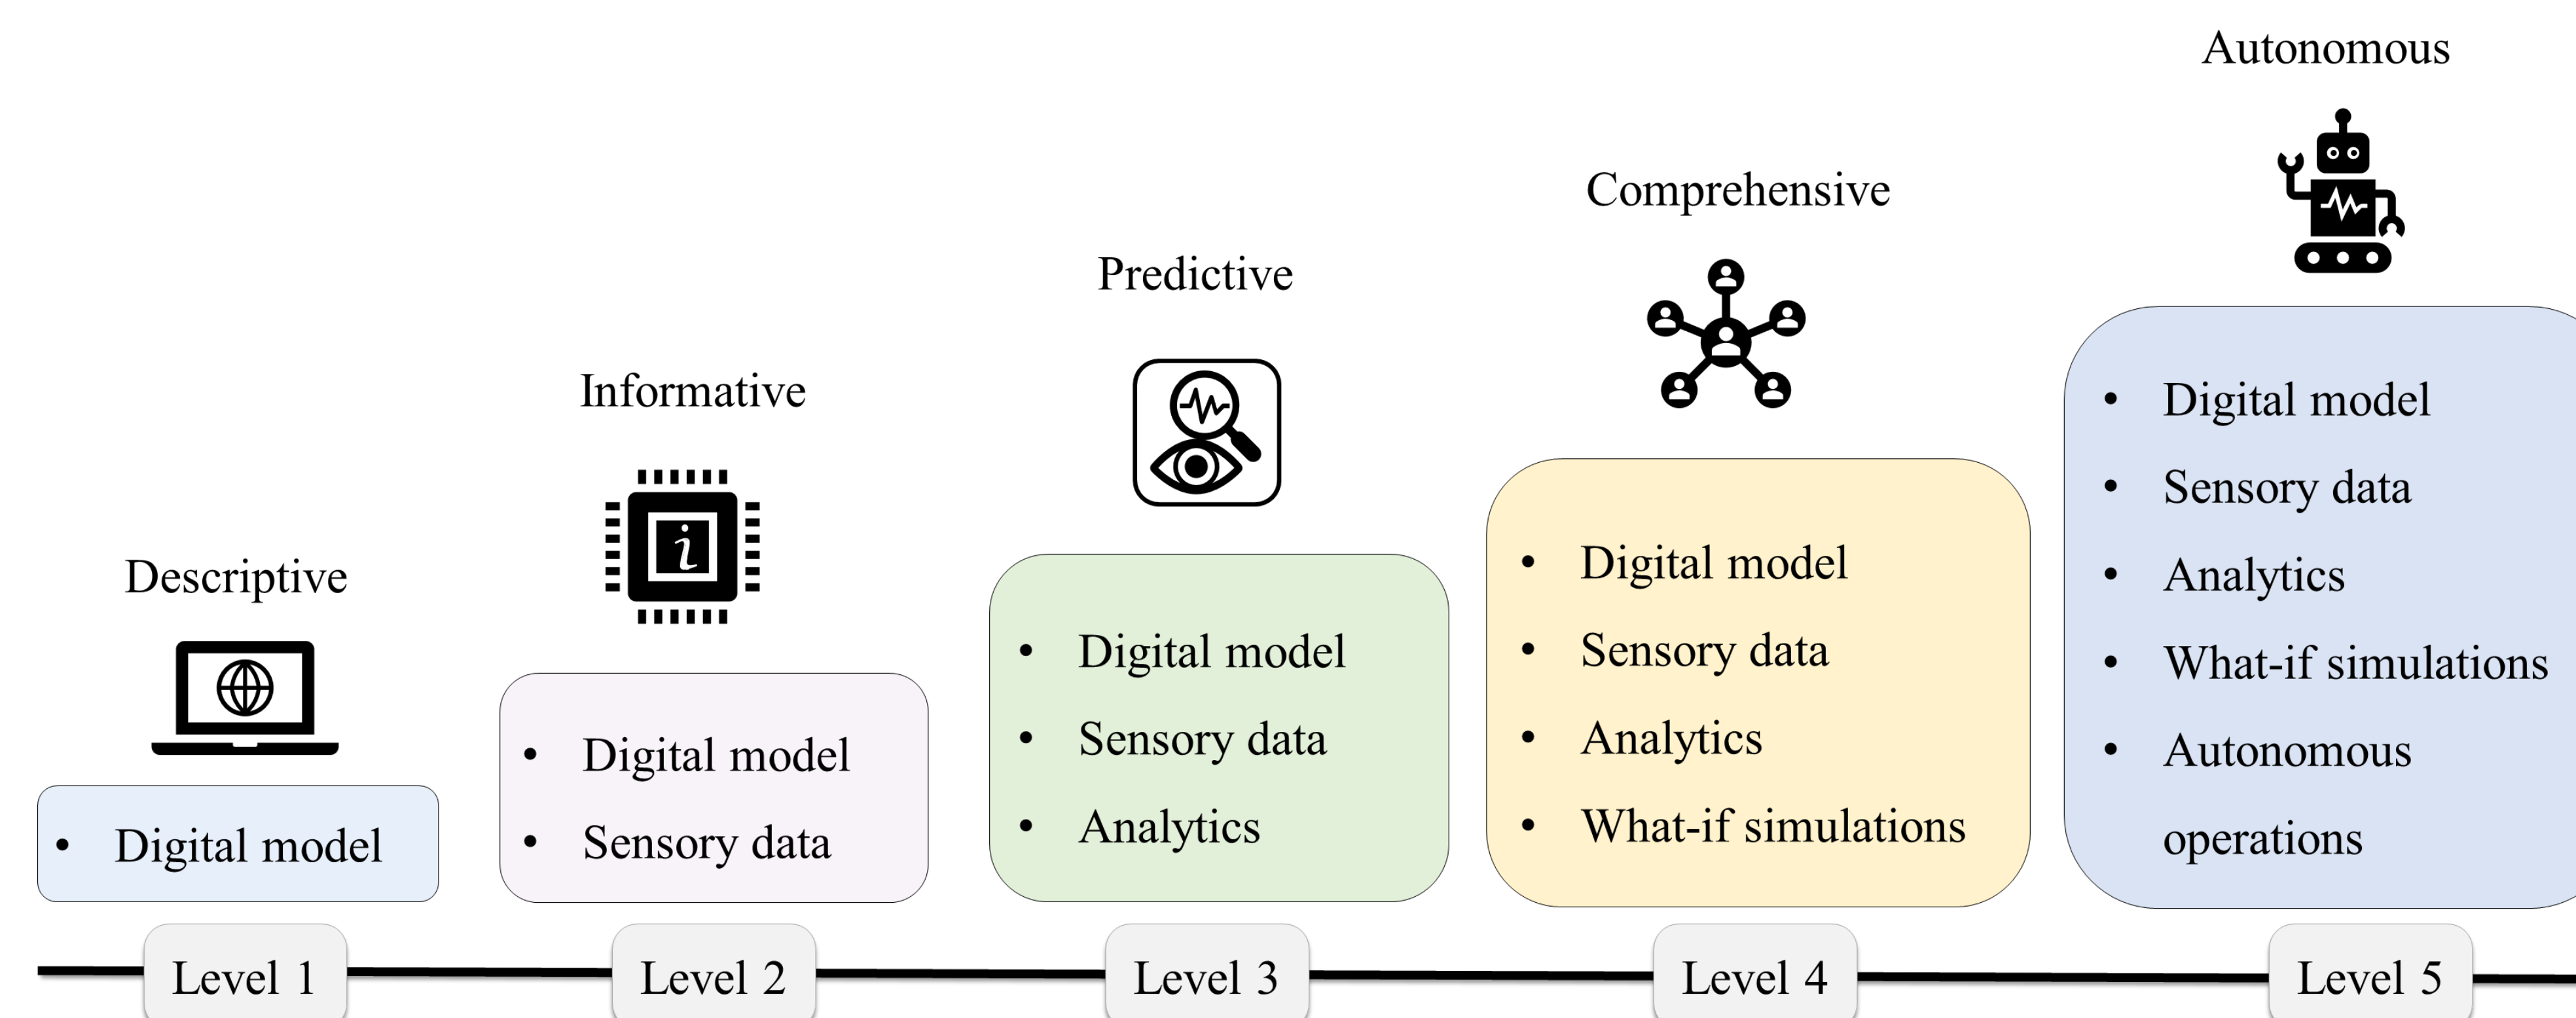 Descriptive
• Digital model
Level 1
Informative
i
• Digital model
• Sensory data
Level 2
Predictive
• Digital model
• Sensory data
• Analytics
Level 3
Comprehensive
• Digital model
• Sensory data
• Analytics
• What-if simulations
Level 4
Autonomous
• Digital model
• Sensory data
• Analytics
• What-if simulations
• Autonomous
operations
Level 5